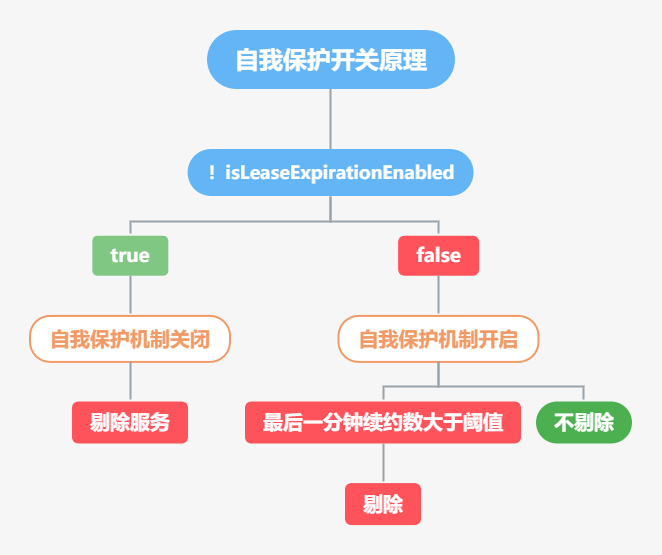 自我保护开关原理
！isLeaseExpirationEnabled
true
false
自我保护机制关闭
自我保护机制开启
剔除服务
最后一分钟续约数大于阈值
不剔除
剔除